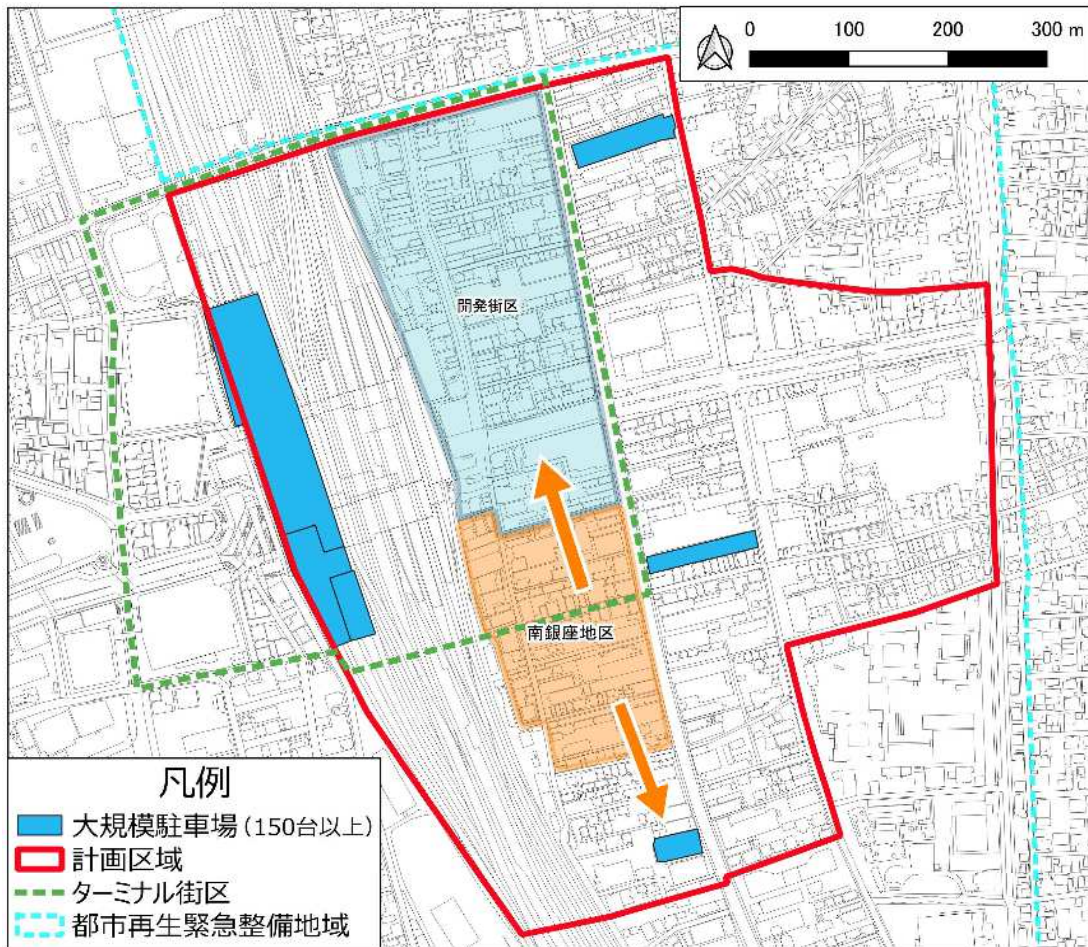 0 100 200 300 m
開発街区
南銀座地区
凡例
大規模駐車場(150台以上)
計画区域
ターミナル街区
都市再生緊急整備地域